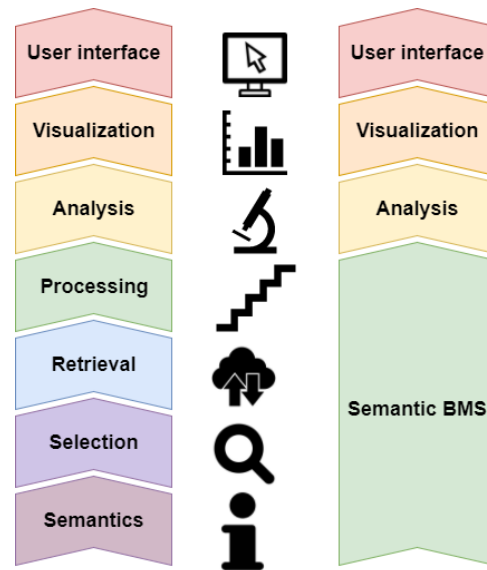 User interface
Visualization
Analysis
Processing
Retrieval
Selection
Semantics
User interface
Visualization
Analysis
Semantic BMS